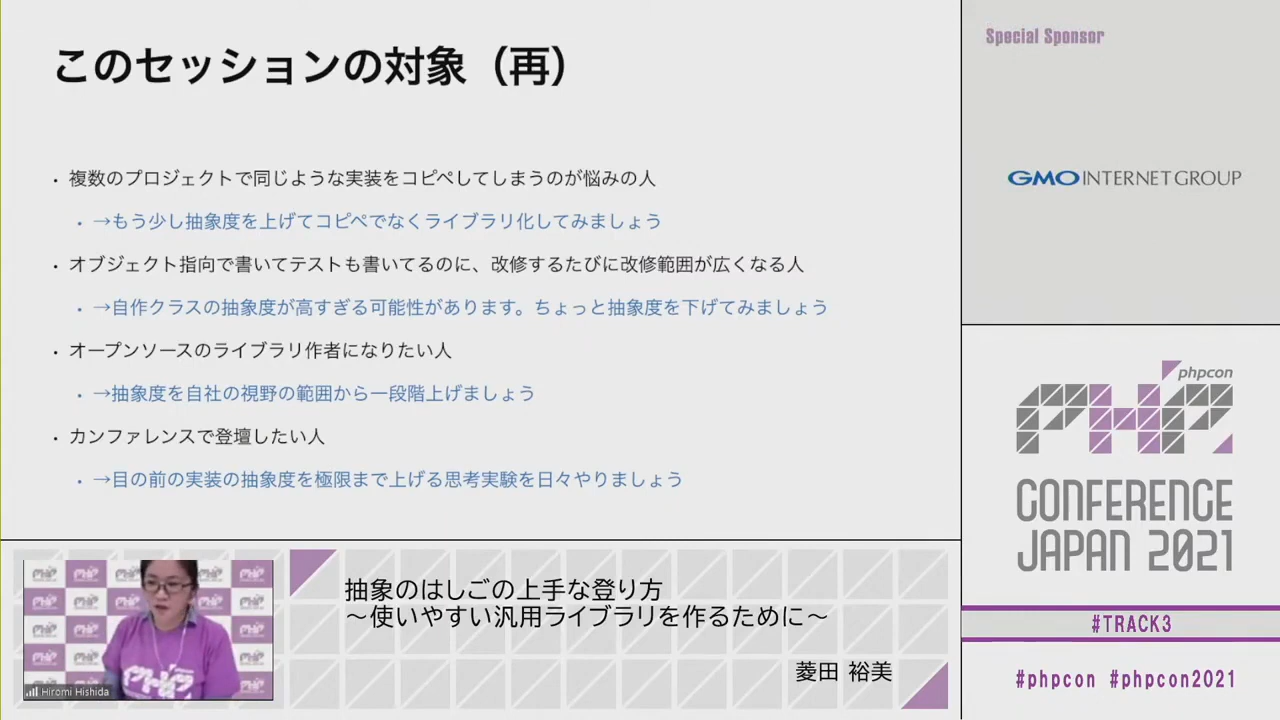 このセッションの対象（再）
・複数のプロジェクトで同じような実装をコピペしてしまうのが悩みの人
・→もう少し抽象度を上げてコピペでなくライブラリ化してみましょう
・オブジェクト指向で書いてテストも書いてるのに、改修するたびに改修範囲が広くなる人
・→自作クラスの抽象度が高すぎる可能性があります。ちょっと抽象度を下げてみましょう
・オープンソースのライブラリ作者になりたい人
・→抽象度を自社の視野の範囲から一段階上げましょう
・カンファレンスで登壇したい人
・→目の前の実装の抽象度を極限まで上げる思考実験を日々やりましょう
Special Sponsor
GMO INTERNET GROUP
phpcon
PHP
CONFERENCE
JAPAN 2021
#TRACK3
#phpcon #phpcon2021
抽象のはしごの上手な登り方
〜使いやすい汎用ライブラリを作るために〜
菱田 裕美
Hiromi Hishida